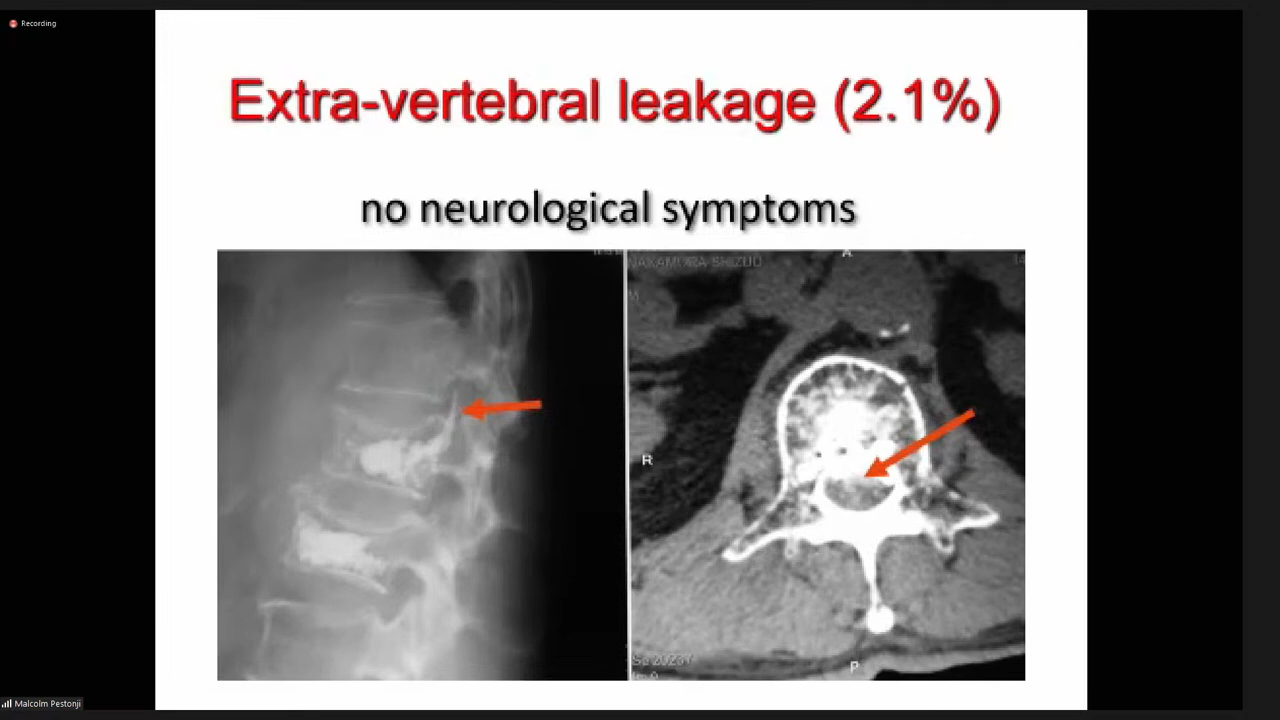 Recording
Extra-vertebral leakage (2.1%)
no neurological symptoms
NAKAMURA SHIZUO
A
M
R
P
Malcolm Pestonji